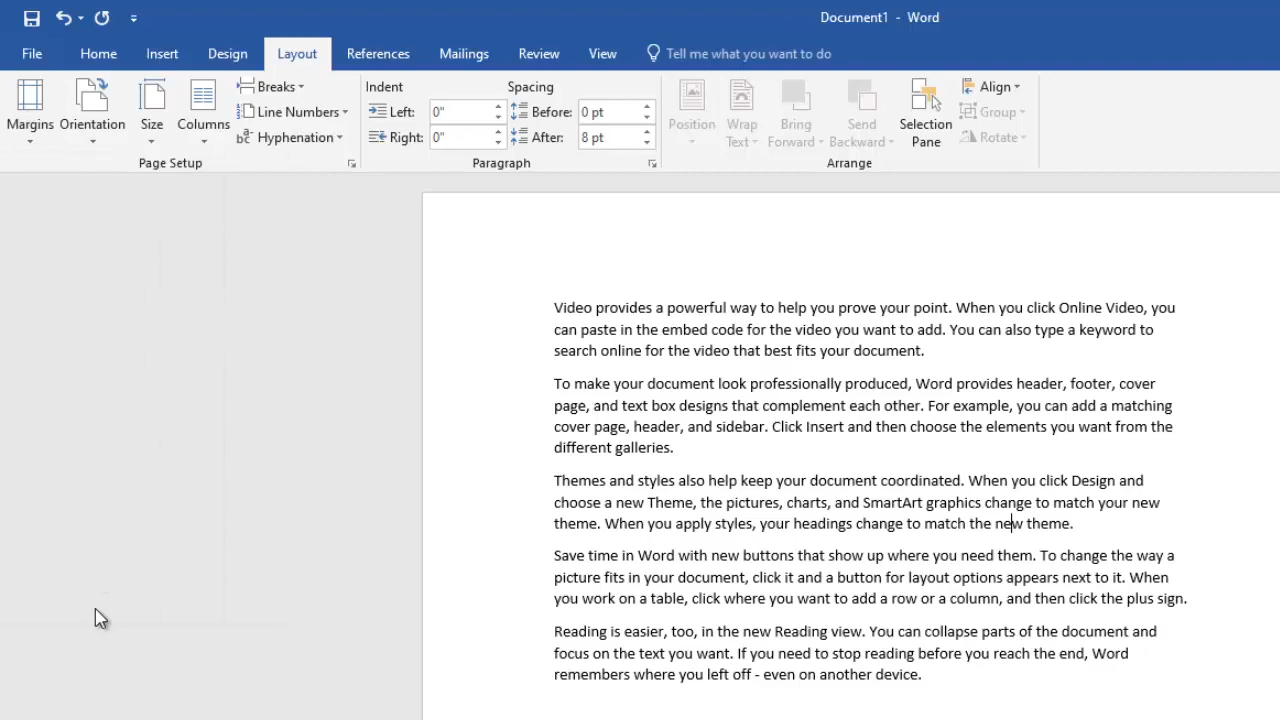 Document1 - Word
File Home Insert Design Layout References Mailings Review View Tell me what you want to do
Margins Orientation Size Columns
Breaks
Line Numbers
Hyphenation
Page Setup
Indent Spacing
Left: 0" Before: 0 pt
Right: 0" After: 8 pt
Paragraph
Position Wrap Text Bring Forward Send Backward Selection Pane
Align
Group
Rotate
Arrange
Video provides a powerful way to help you prove your point. When you click Online Video, you
can paste in the embed code for the video you want to add. You can also type a keyword to
search online for the video that best fits your document.
To make your document look professionally produced, Word provides header, footer, cover
page, and text box designs that complement each other. For example, you can add a matching
cover page, header, and sidebar. Click Insert and then choose the elements you want from the
different galleries.
Themes and styles also help keep your document coordinated. When you click Design and
choose a new Theme, the pictures, charts, and SmartArt graphics change to match your new
theme. When you apply styles, your headings change to match the new theme.
Save time in Word with new buttons that show up where you need them. To change the way a
picture fits in your document, click it and a button for layout options appears next to it. When
you work on a table, click where you want to add a row or a column, and then click the plus sign.
Reading is easier, too, in the new Reading view. You can collapse parts of the document and
focus on the text you want. If you need to stop reading before you reach the end, Word
remembers where you left off - even on another device.